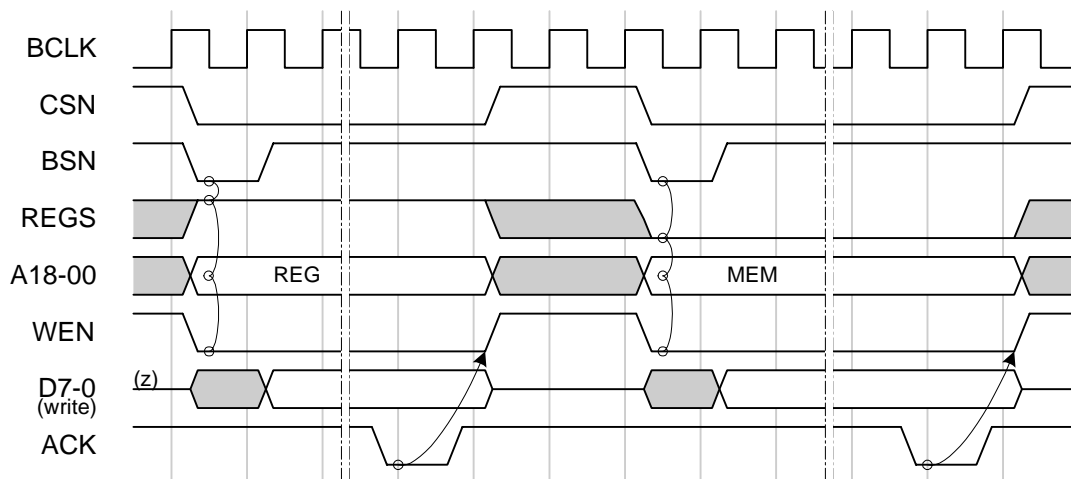 BCLK
CSN
BSN
REGS
A18-00 REG MEM
WEN
D7-0 (z)
(write)
ACK